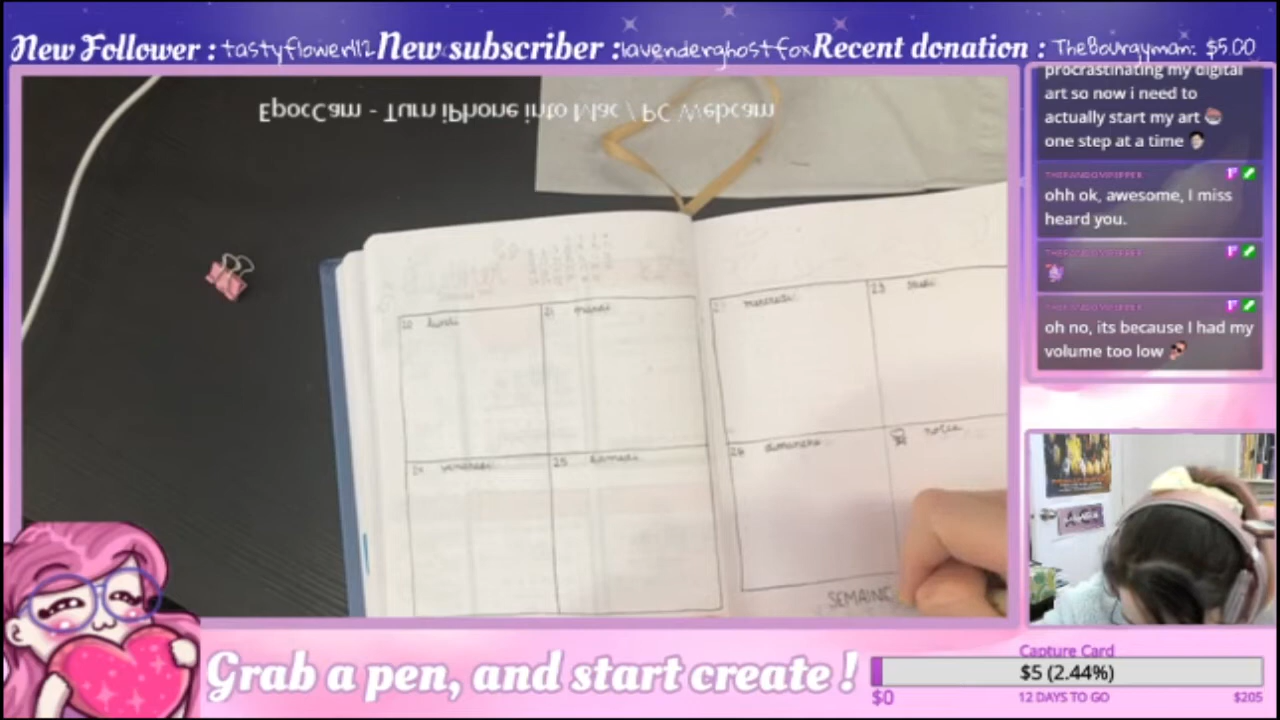 New Follower : tastyflower112 New subscriber : lavenderghostfox Recent donation : TheBourgyman: $5.00
EpocCam - Turn iPhone into Mac / PC Webcam
procrastinating my digital
art so now i need to
actually start my art
one step at a time
ohh ok, awesome, I miss
heard you.
oh no, its because I had my
volume too low
20 lundi
21 mardi
mercredi
23 jeudi
vendredi
25 samedi
dimanche
notes
SEMAINE
Grab a pen, and start create !
Capture Card
$5 (2.44%)
$0
12 DAYS TO GO
$205